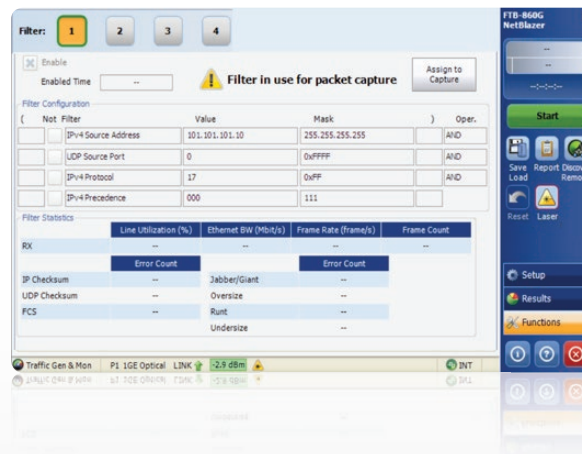 Filter: 1 2 3 4
Enable
Enabled Time --
Filter in use for packet capture
Assign to Capture
Filter Configuration
( Not Filter Value Mask ) Oper.
IPv4 Source Address 101.101.101.10 255.255.255.255 AND
UDP Source Port 0 0xFFFF AND
IPv4 Protocol 17 0xFF AND
IPv4 Precedence 000 111
Filter Statistics
Line Utilization (%) Ethernet BW (Mbit/s) Frame Rate (frame/s) Frame Count
RX -- -- -- --
Error Count Error Count
IP Checksum -- Jabber/Giant --
UDP Checksum -- Oversize --
FCS -- Runt --
Undersize --
Traffic Gen & Mon P1 1GE Optical LINK -2.9 dBm INT
FTB-860G
NetBlazer
--
--
--:--:--
Start
Save Load
Report
Discov Remo
Reset
Laser
Setup
Results
Functions